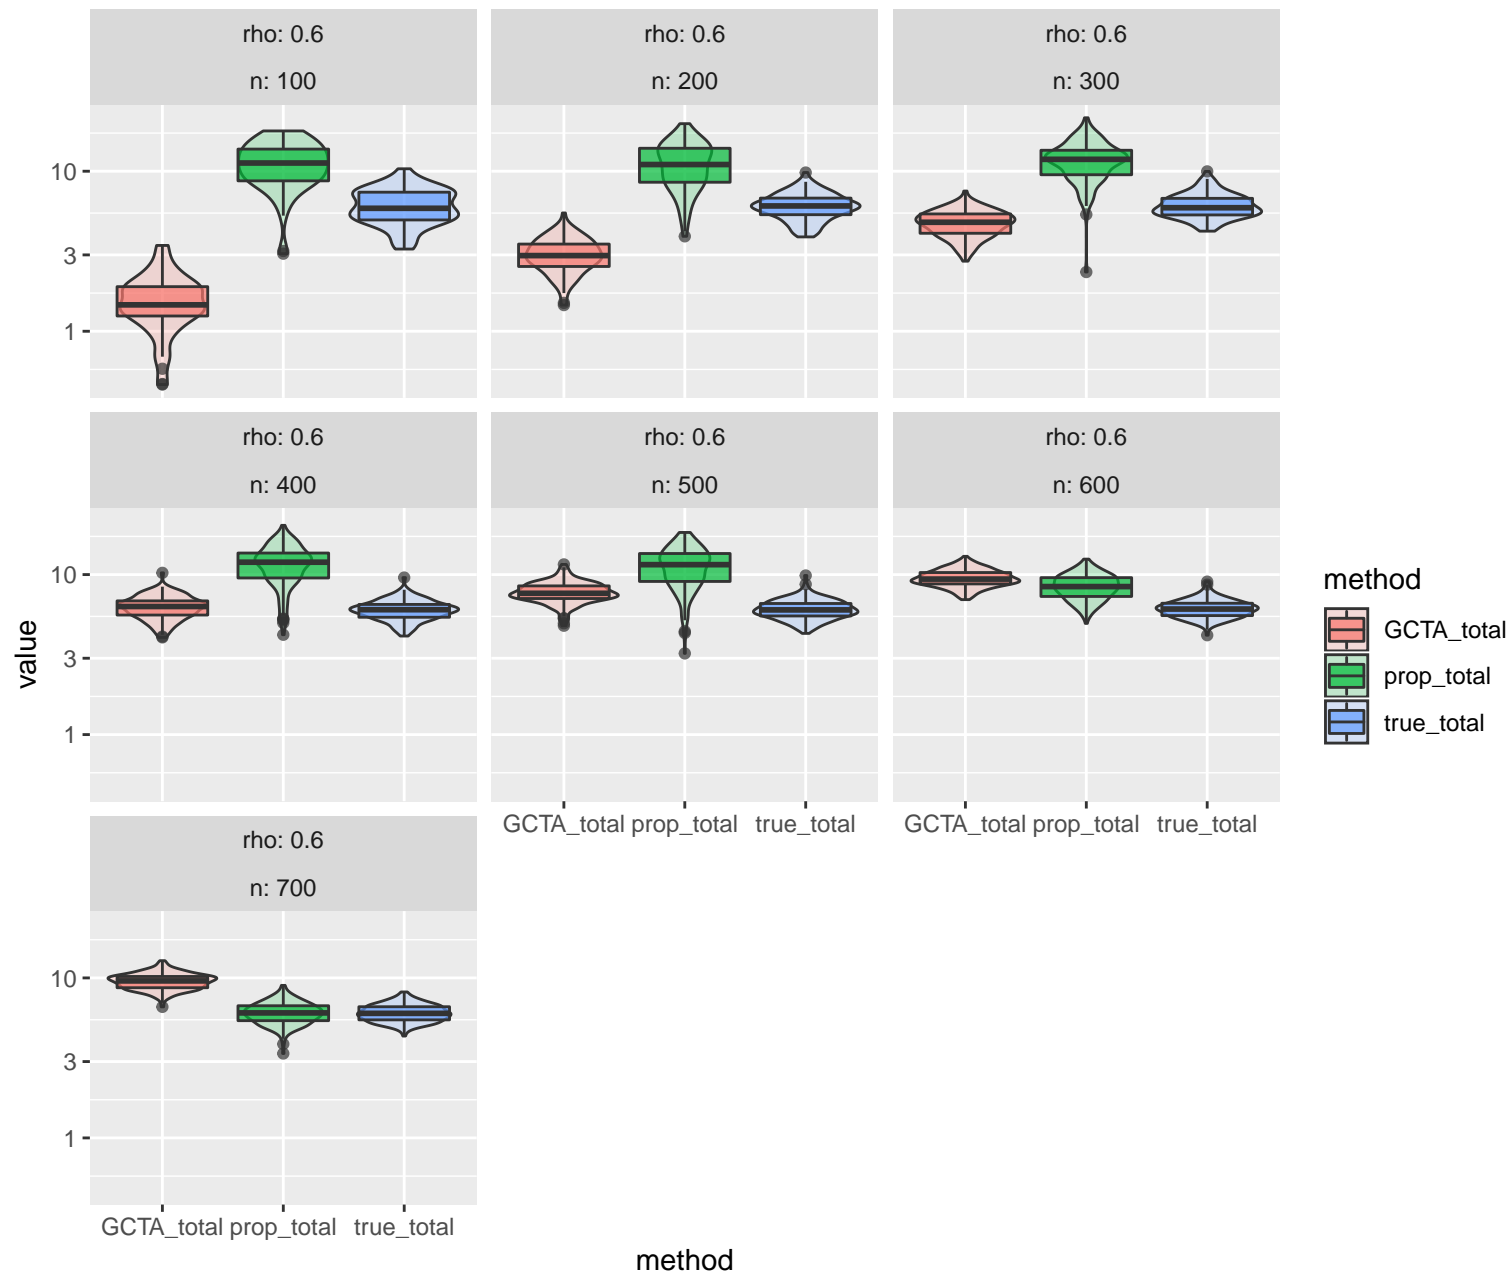 rho: 0.6 rho: 0.6 rho: 0.6
n: 100 n: 200 n: 300
10
3
1
rho: 0.6 rho: 0.6 rho: 0.6
n: 400 n: 500 n: 600
10
3
1
value
method
GCTA_total
prop_total
true_total
GCTA_total prop_total true_total GCTA_total prop_total true_total
rho: 0.6
n: 700
10
3
1
GCTA_total prop_total true_total
method